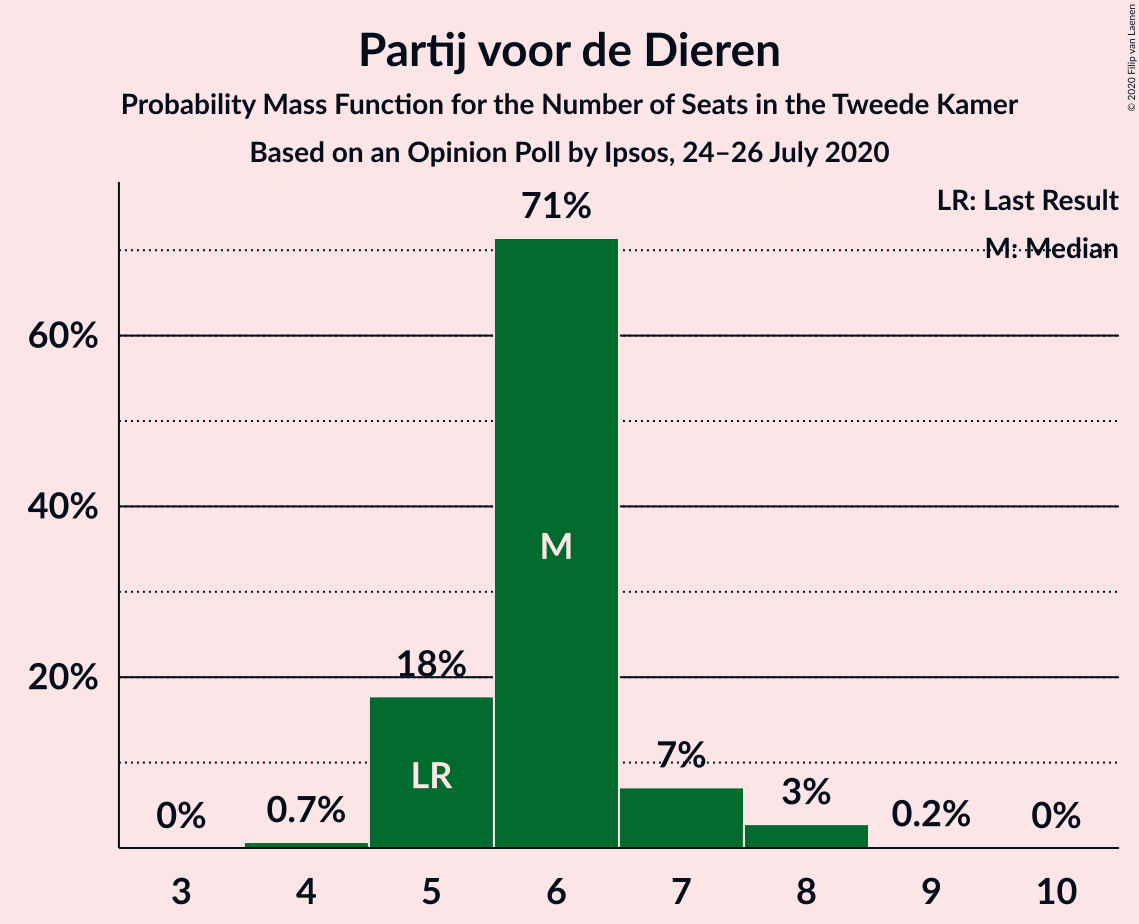 Partij voor de Dieren
Probability Mass Function for the Number of Seats in the Tweede Kamer
Based on an Opinion Poll by Ipsos, 24–26 July 2020
© 2020 Filip van Laenen
LR: Last Result
M: Median
71%
60%
40%
M
20%
18%
LR
7%
3%
0%
0.7%
0.2%
0%
3 4 5 6 7 8 9 10